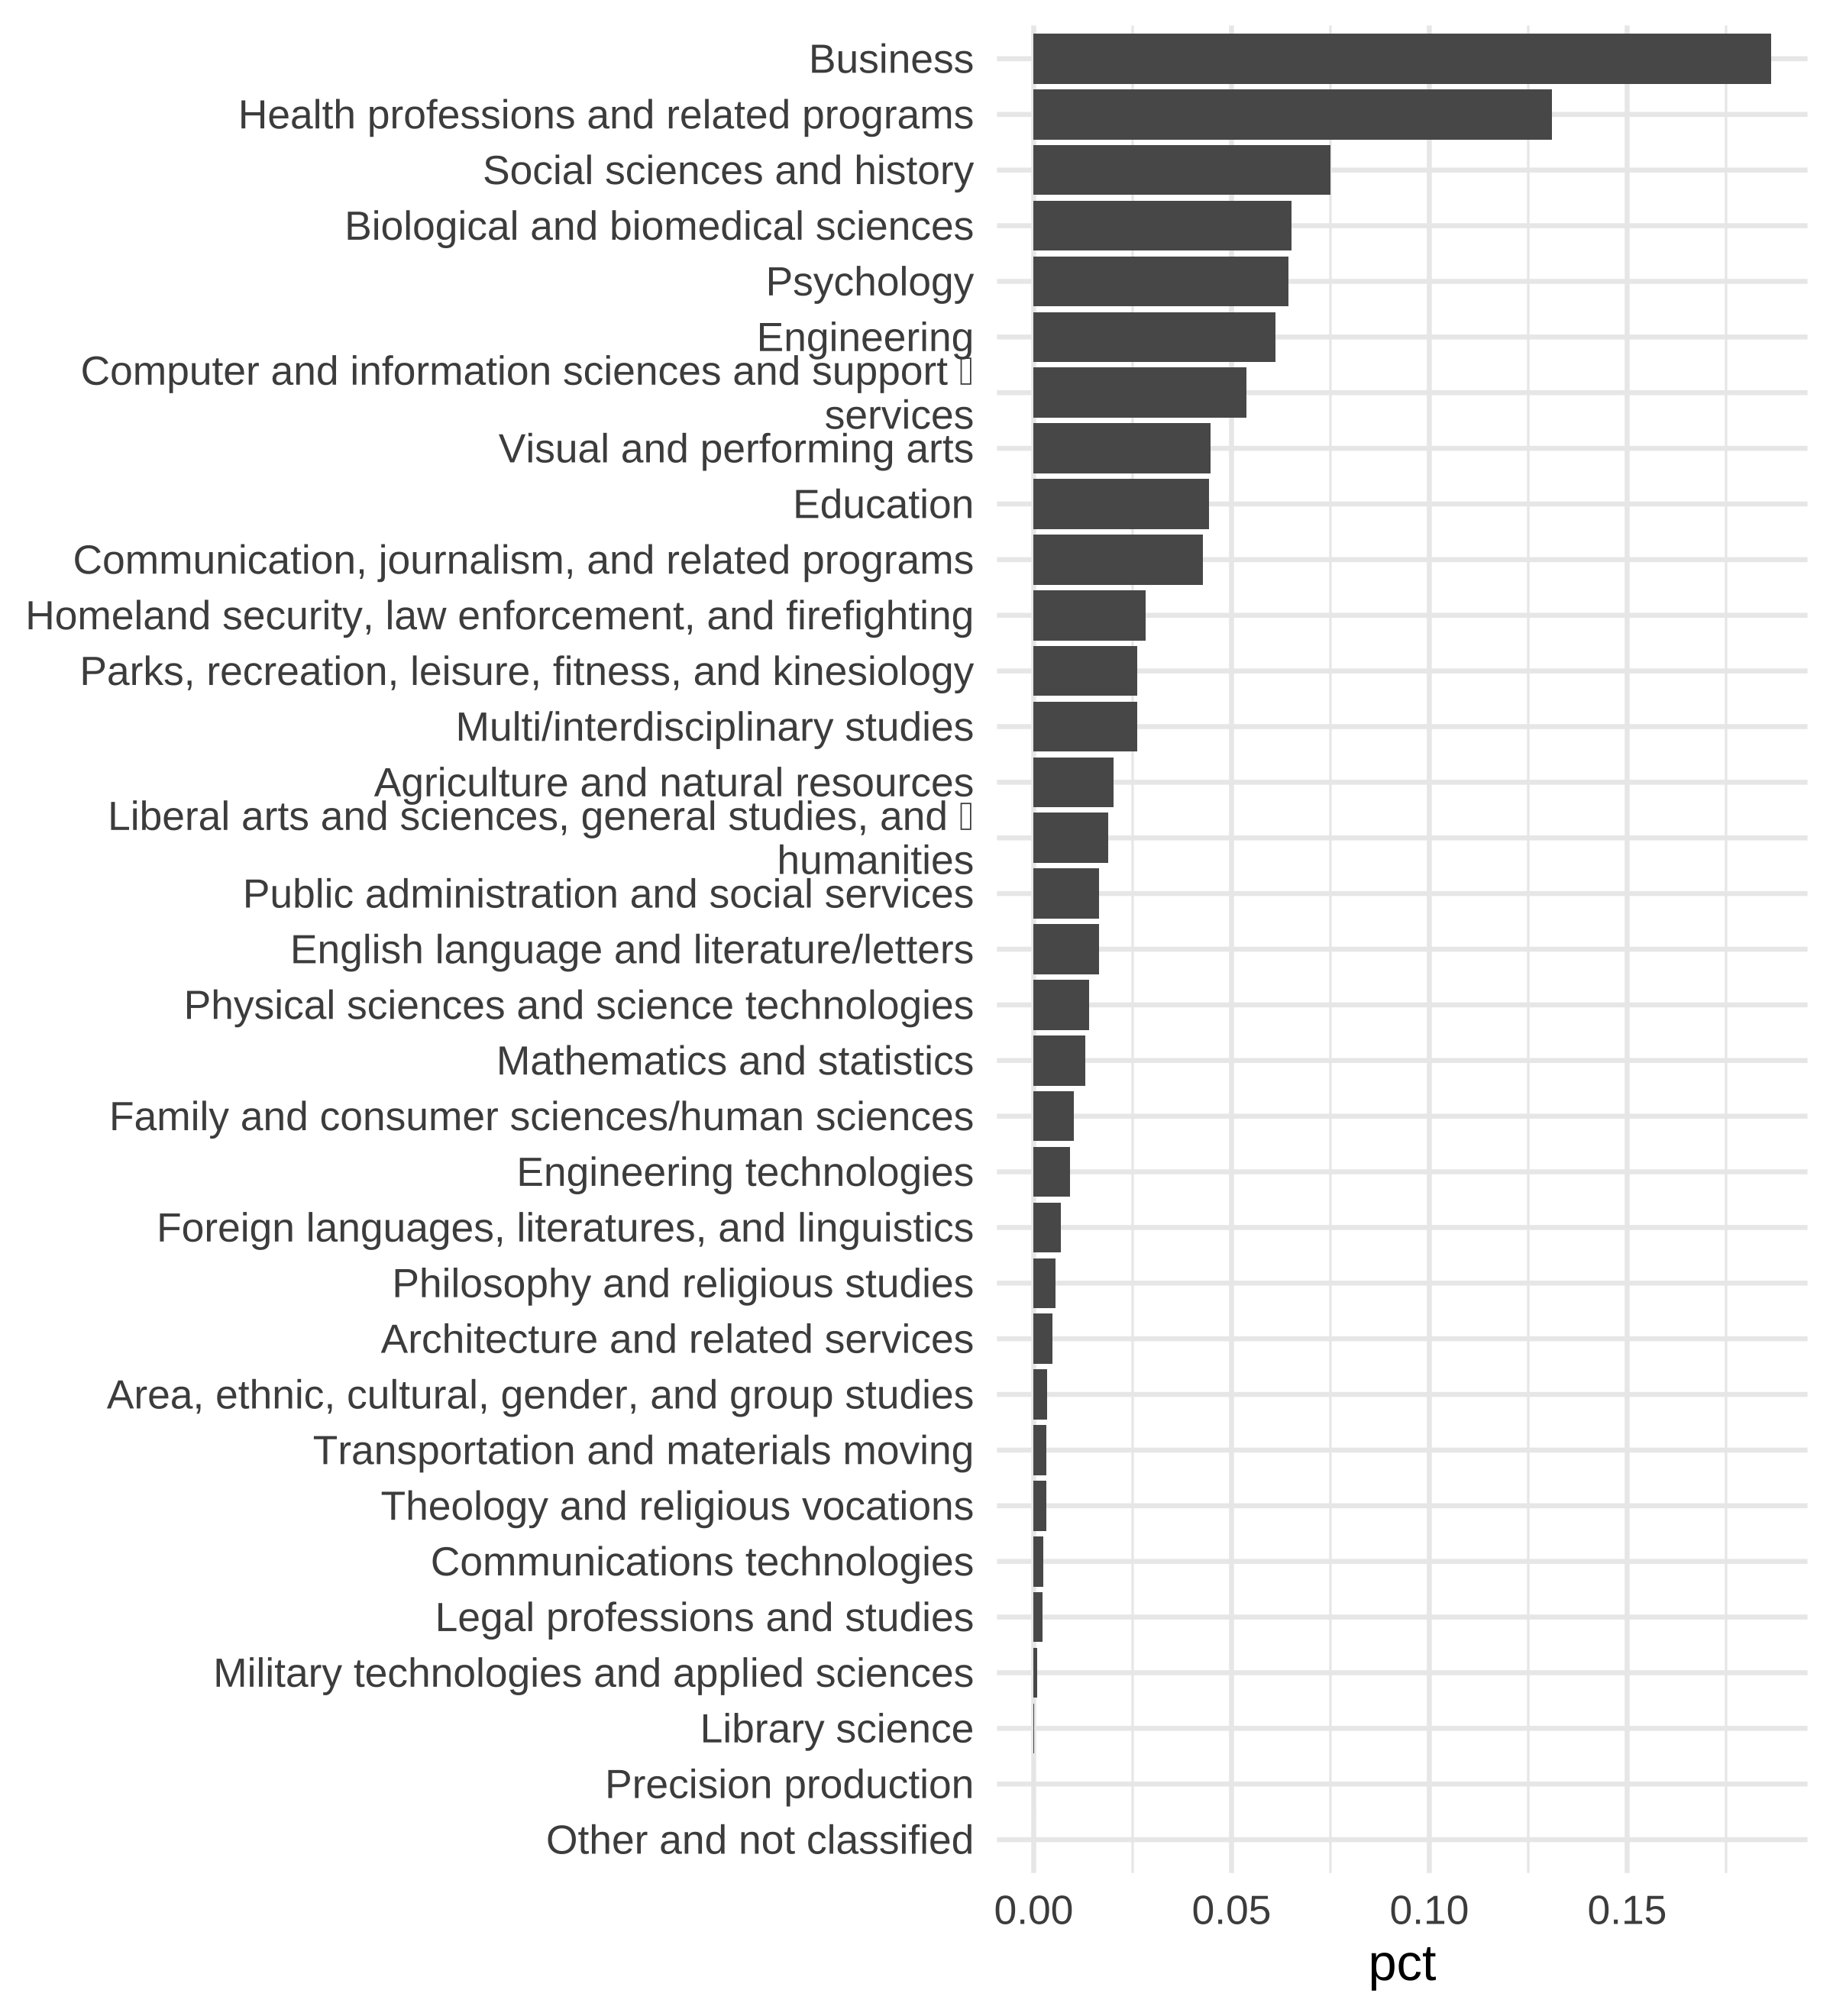 Business
Health professions and related programs
Social sciences and history
Biological and biomedical sciences
Psychology
Engineering
Computer and information sciences and support
services
Visual and performing arts
Education
Communication, journalism, and related programs
Homeland security, law enforcement, and firefighting
Parks, recreation, leisure, fitness, and kinesiology
Multi/interdisciplinary studies
Agriculture and natural resources
Liberal arts and sciences, general studies, and
humanities
Public administration and social services
English language and literature/letters
Physical sciences and science technologies
Mathematics and statistics
Family and consumer sciences/human sciences
Engineering technologies
Foreign languages, literatures, and linguistics
Philosophy and religious studies
Architecture and related services
Area, ethnic, cultural, gender, and group studies
Transportation and materials moving
Theology and religious vocations
Communications technologies
Legal professions and studies
Military technologies and applied sciences
Library science
Precision production
Other and not classified
0.00 0.05 0.10 0.15
pct